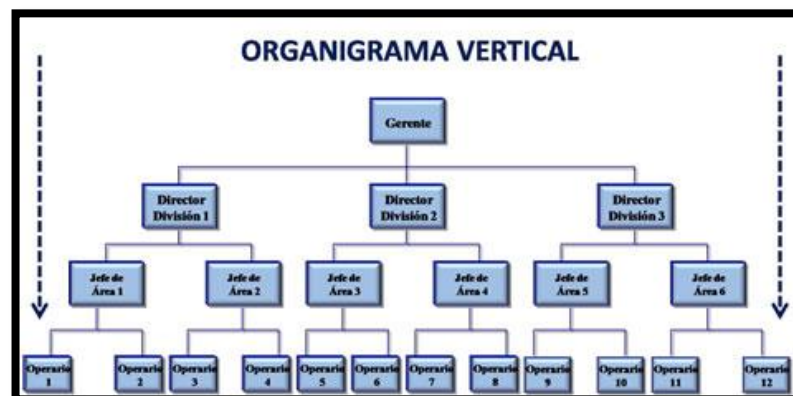 ORGANIGRAMA VERTICAL
Gerente
Director
División 1
Director
División 2
Director
División 3
Jefe de
Área 1
Jefe de
Área 2
Jefe de
Área 3
Jefe de
Área 4
Jefe de
Área 5
Jefe de
Área 6
Operario
1
Operario
2
Operario
3
Operario
4
Operario
5
Operario
6
Operario
7
Operario
8
Operario
9
Operario
10
Operario
11
Operario
12